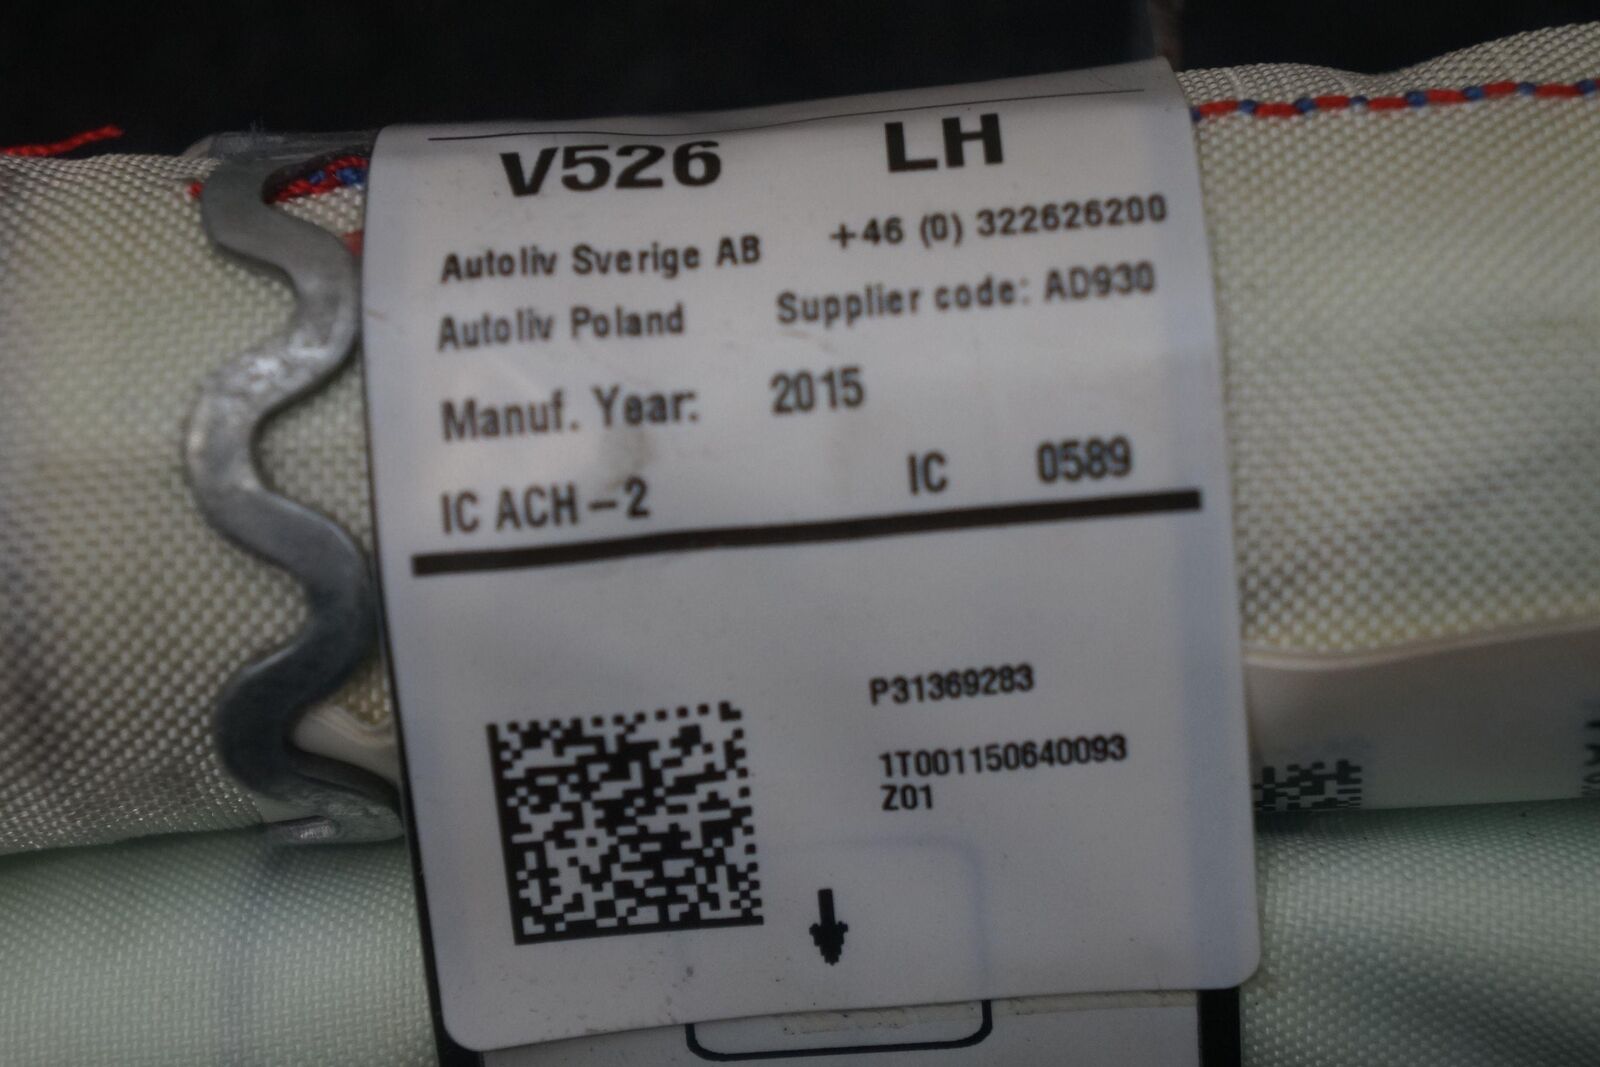 V526 LH
Autoliv Sverige AB +46 (0) 322626200
Autoliv Poland Supplier code: AD930
Manuf. Year: 2015
IC ACH-2 IC 0589
P31369283
1T001150640093
Z01